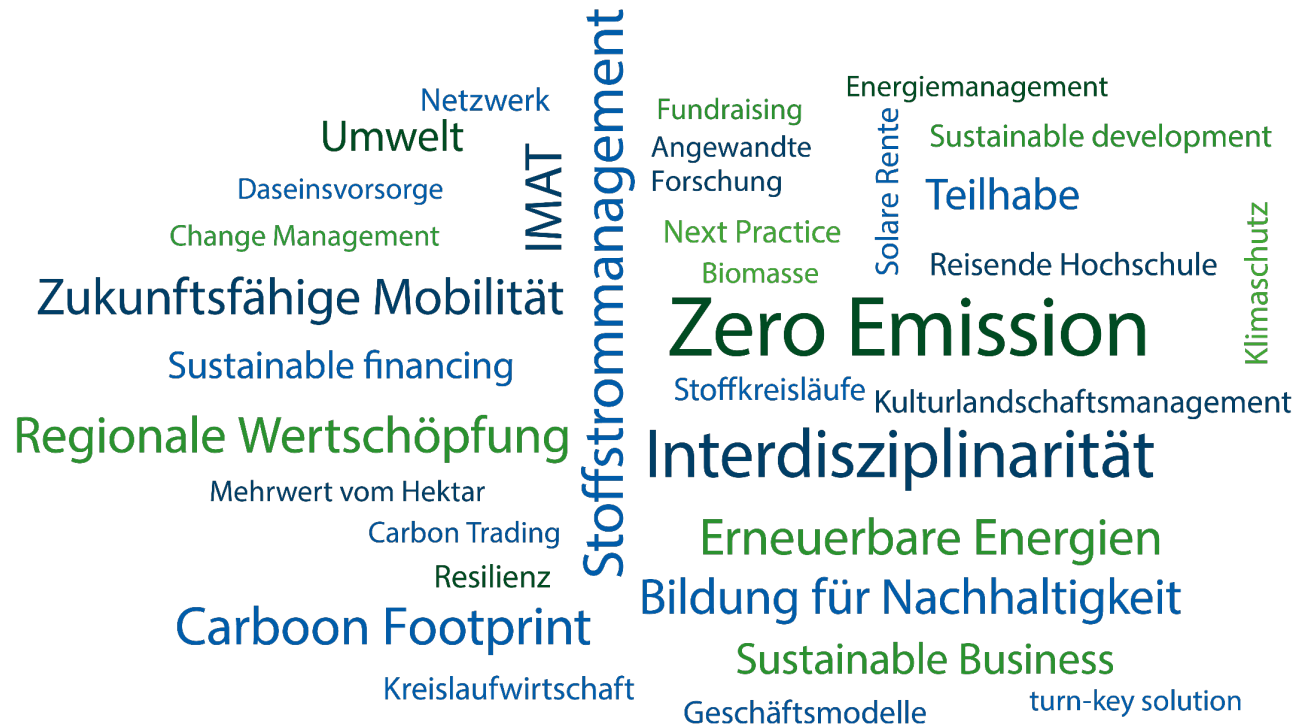 Netzwerk
Umwelt
Daseinsvorsorge
Change Management
IMAT
Zukunftsfähige Mobilität
Sustainable financing
Regionale Wertschöpfung
Mehrwert vom Hektar
Carbon Trading
Resilienz
Carboon Footprint
Kreislaufwirtschaft
Stoffstrommanagement
Energiemanagement
Fundraising
Angewandte
Forschung
Solare Rente
Sustainable development
Teilhabe
Next Practice
Biomasse
Reisende Hochschule
Klimaschutz
Zero Emission
Stoffkreisläufe
Kulturlandschaftsmanagement
Interdisziplinarität
Erneuerbare Energien
Bildung für Nachhaltigkeit
Sustainable Business
Geschäftsmodelle
turn-key solution